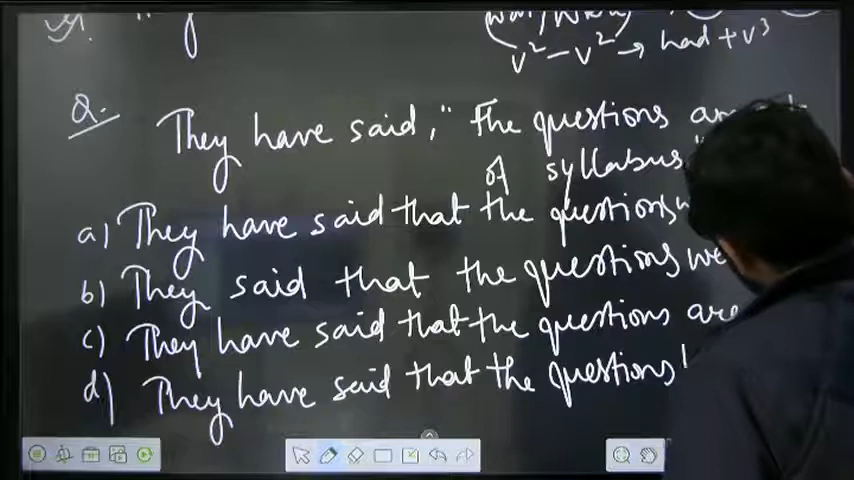 V² – V² → had + V³
Q. They have said, " The questions are
of syllabus"
a) They have said that the questions
b) They said that the questions we
c) They have said that the questions are
d) They have said that the questions